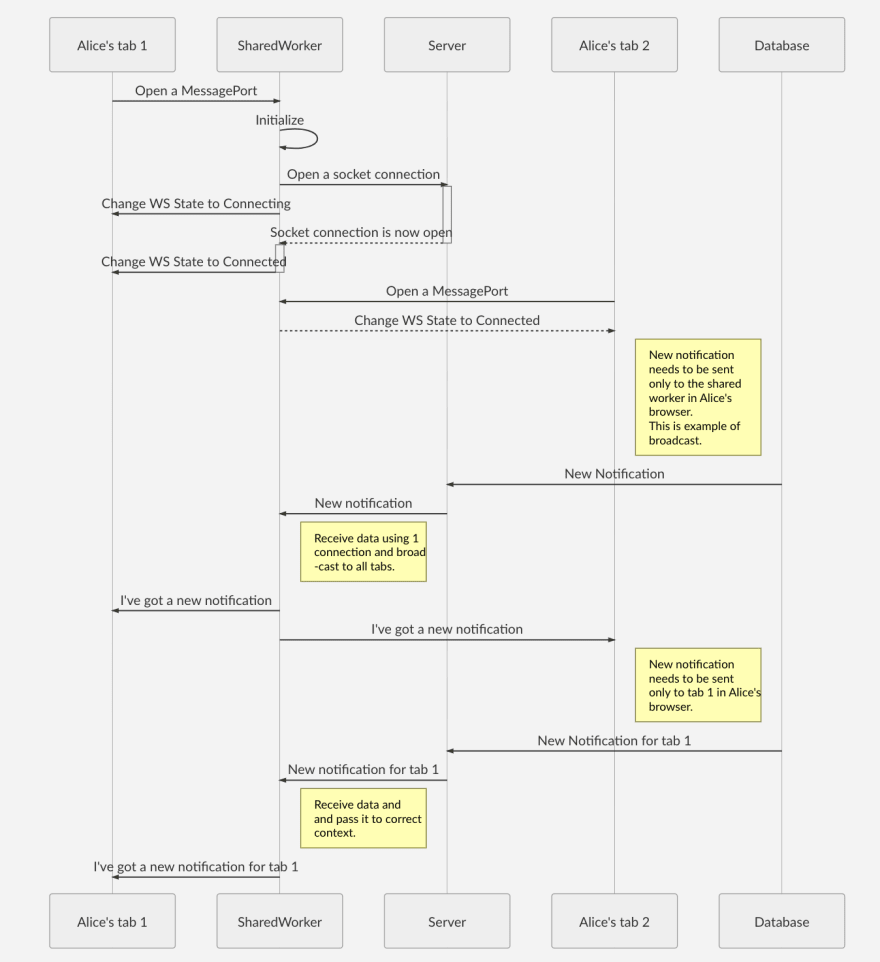 Alice's tab 1
SharedWorker
Server
Alice's tab 2
Database
Open a MessagePort
Initialize
Open a socket connection
Change WS State to Connecting
Socket connection is now open
Change WS State to Connected
Open a MessagePort
Change WS State to Connected
New notification
needs to be sent
only to the shared
worker in Alice's
browser.
This is example of
broadcast.
New Notification
New notification
Receive data using 1
connection and broad
-cast to all tabs.
I've got a new notification
I've got a new notification
New notification
needs to be sent
only to tab 1 in Alice's
browser.
New Notification for tab 1
New notification for tab 1
Receive data and
and pass it to correct
context.
I've got a new notification for tab 1
Alice's tab 1
SharedWorker
Server
Alice's tab 2
Database